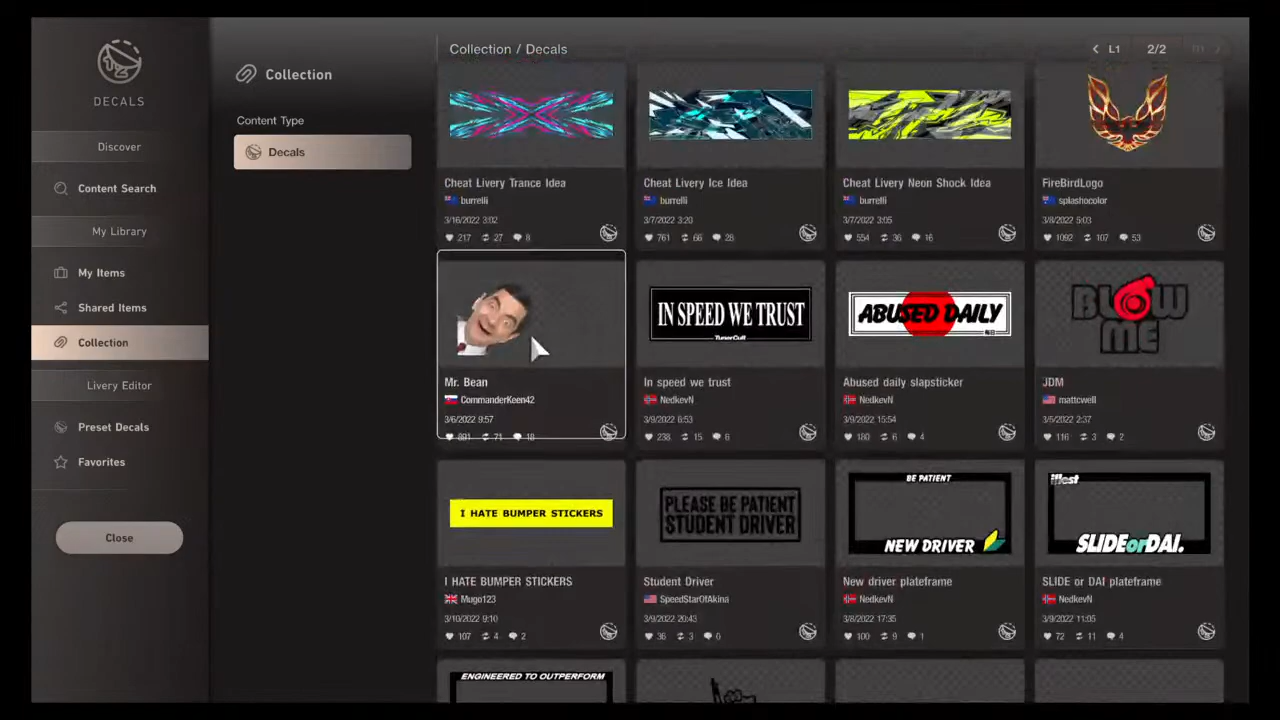 DECALS
Discover
Content Search
My Library
My Items
Shared Items
Collection
Livery Editor
Preset Decals
Favorites
Close
Collection
Content Type
Decals
Collection / Decals
L1
2/2
Cheat Livery Trance Idea
burrelli
3/16/2022 3:02
217 27 8
Cheat Livery Ice Idea
burrelli
3/7/2022 3:20
761 66 28
Cheat Livery Neon Shock Idea
burrelli
3/7/2022 3:05
554 36 16
FireBirdLogo
splashocolor
3/8/2022 5:03
1092 107 53
Mr. Bean
CommanderKeen42
3/6/2022 9:57
891 71 18
IN SPEED WE TRUST
TunerCult
In speed we trust
NedkevN
3/9/2022 6:53
238 15 6
ABUSED DAILY
毎日
Abused daily slapsticker
NedkevN
3/9/2022 15:54
180 6 4
BLOW
ME
JDM
mattcwell
3/5/2022 2:37
116 3 2
I HATE BUMPER STICKERS
I HATE BUMPER STICKERS
Mugo123
3/10/2022 9:10
107 4 2
PLEASE BE PATIENT
STUDENT DRIVER
Student Driver
SpeedStarOfAkina
3/9/2022 20:43
36 3 0
BE PATIENT
NEW DRIVER
New driver plateframe
NedkevN
3/8/2022 17:35
100 9 1
illest
SLIDEorDAI.
SLIDE or DAI plateframe
NedkevN
3/9/2022 11:05
72 11 4
ENGINEERED TO OUTPERFORM